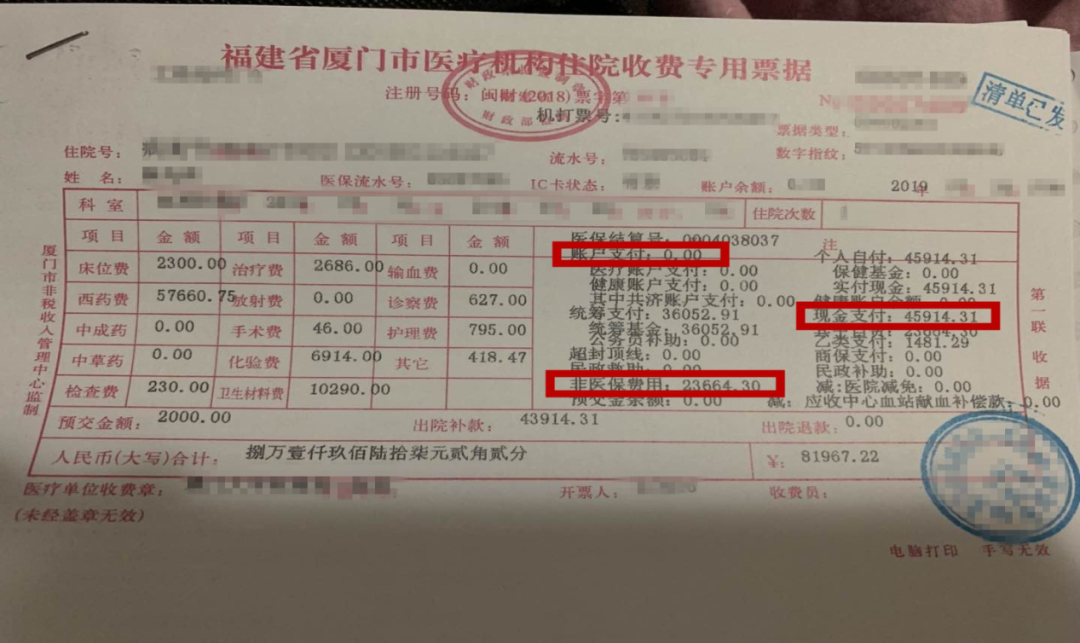 福建省厦门市医疗机构住院收费专用票据
清单已发
注册号码：闽财(2018)票字第
机打票号：
票据类型：
住院号：
流水号：
数字指纹：
姓名：
医保流水号：
IC卡状态：
账户余额：
2019 年
科室
住院次数
项目 金额 项目 金额 项目 金额
医保结算号：0004038037
注
账户支付：0.00
个人自付：45914.31
床位费 2300.00 治疗费 2686.00 输血费 0.00
医疗账户支付：0.00
保健基金：0.00
健康账户支付：0.00
实付现金：45914.31
西药费 57660.75 放射费 0.00 诊察费 627.00
其中共济账户支付：0.00
健康账户余额：0.00
统筹支付：36052.91
现金支付：45914.31
中成药 0.00 手术费 46.00 护理费 795.00
统筹基金：36052.91
23664.30
公务员补助：0.00
乙类支付：1481.29
中草药 0.00 化验费 6914.00 其它 418.47
超封顶线：0.00
商保支付：0.00
民政救助：0.00
民政补助：0.00
检查费 230.00 卫生材料费 10290.00
非医保费用：23664.30
减：医院减免：0.00
预交金余额：0.00
减：应收中心血站献血补偿款：0.00
预交金额：2000.00 出院补款：43914.31 出院退款：0.00
人民币(大写)合计：捌万壹仟玖佰陆拾柒元贰角贰分 ¥：81967.22
医疗单位收费章：
开票人：
收费员：
(未经盖章无效)
电脑打印 手写无效
厦门市非税收入管理中心监制
第一联 收据